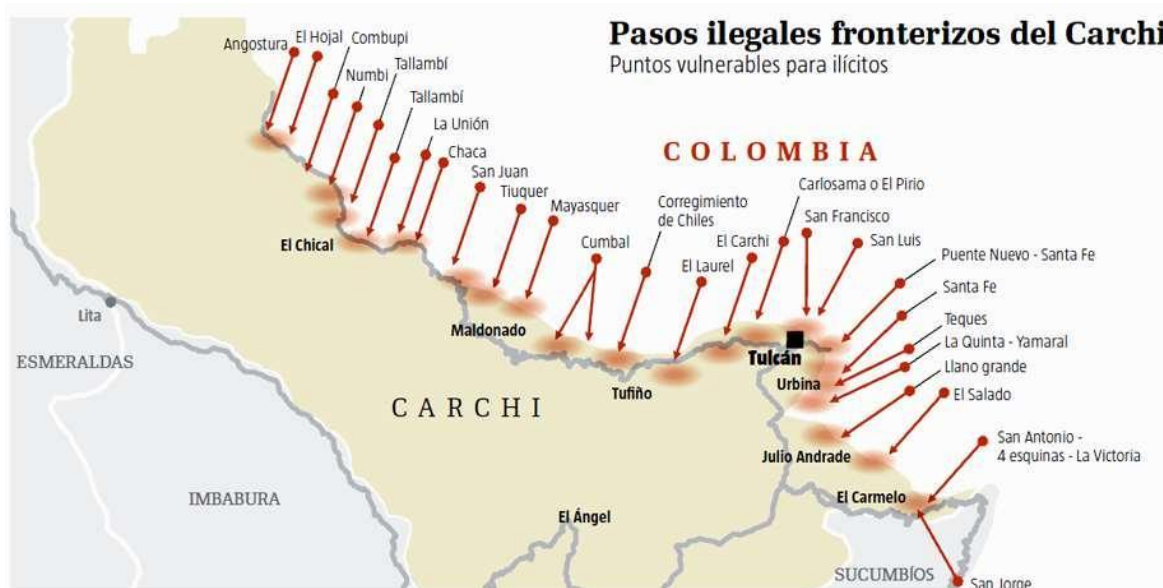 Pasos ilegales fronterizos del Carchi
Puntos vulnerables para ilícitos
Angostura
El Hojal
Combupi
Numbi
Tallambí
Tallambí
La Unión
Chaca
San Juan
Tiuquer
Mayasquer
Cumbal
Corregimiento
de Chiles
El Laurel
El Carchi
Carlosama o El Pirio
San Francisco
San Luis
Puente Nuevo - Santa Fe
Santa Fe
Teques
La Quinta - Yamaral
Llano grande
El Salado
San Antonio -
4 esquinas - La Victoria
San Jorge
COLOMBIA
El Chical
Maldonado
Tufiño
Tulcán
Urbina
Julio Andrade
El Carmelo
El Ángel
Lita
ESMERALDAS
CARCHI
IMBABURA
SUCUMBÍOS